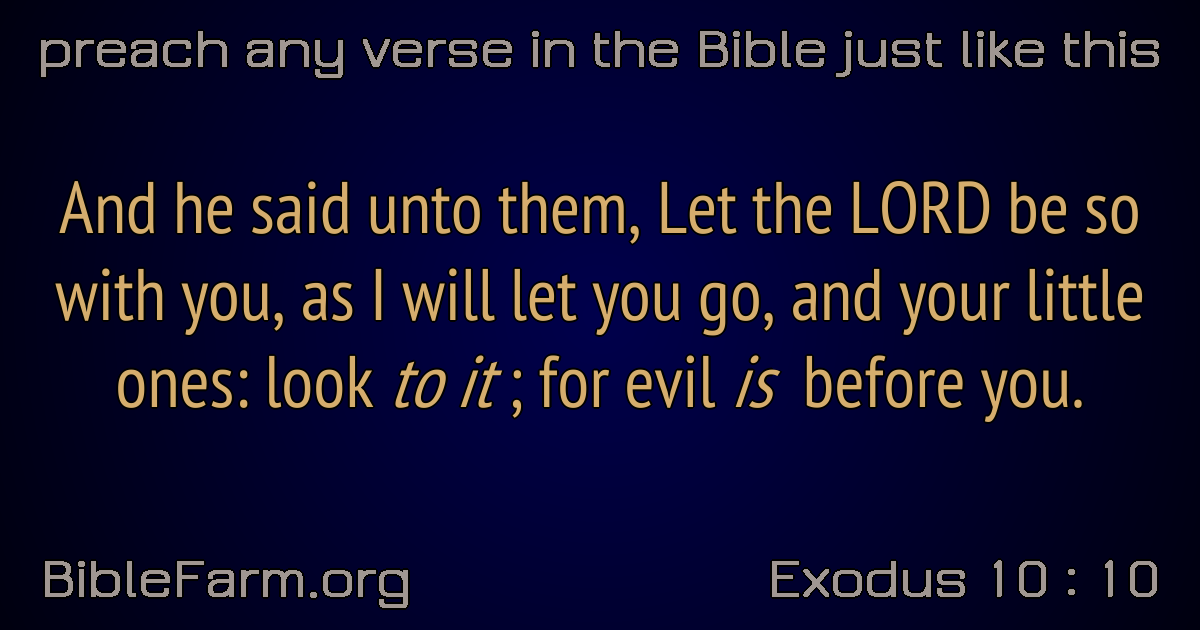 preach any verse in the Bible just like this
And he said unto them, Let the LORD be so
with you, as I will let you go, and your little
ones: look to it ; for evil is before you.
BibleFarm.org
Exodus 10 : 10